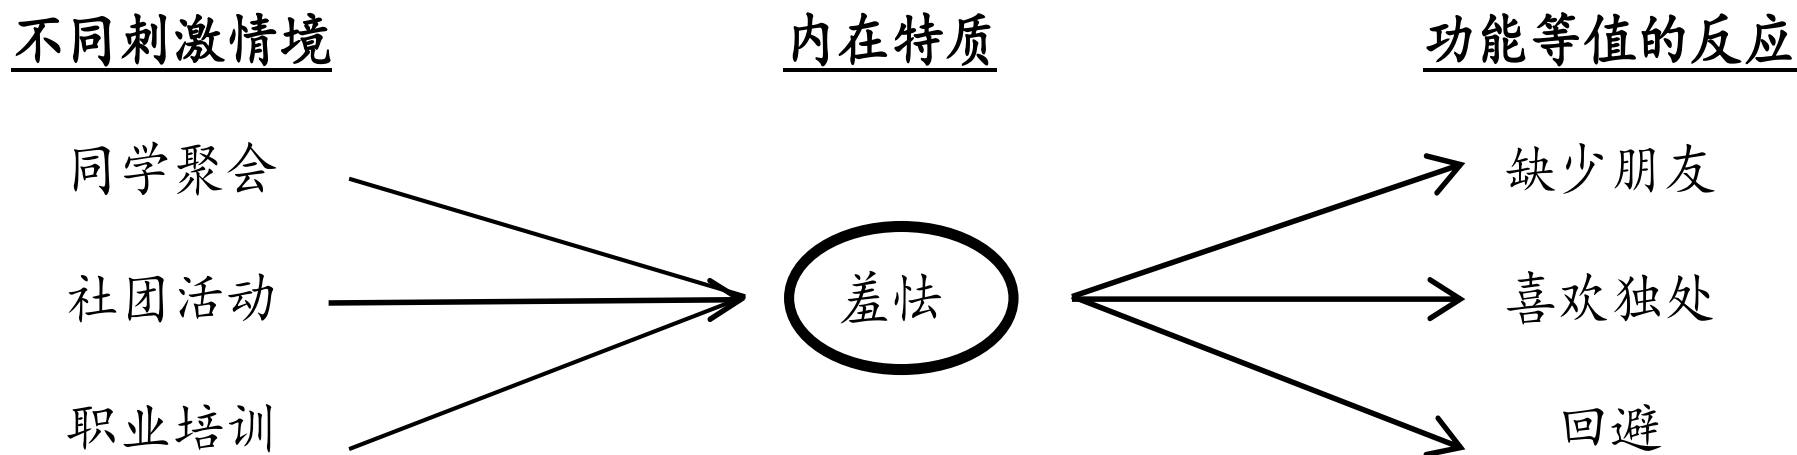 不同刺激情境 内在特质 功能等值的反应
同学聚会 缺少朋友
社团活动 羞怯 喜欢独处
职业培训 回避